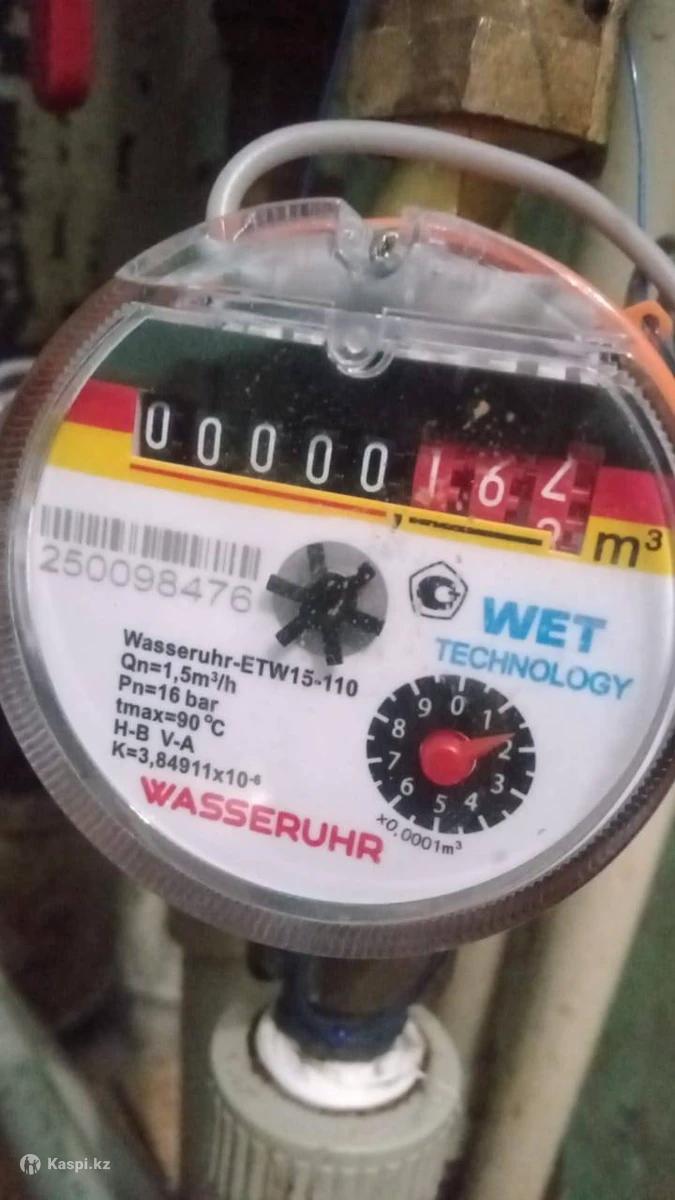 00000162 m³
250098476
WET
TECHNOLOGY
Wasseruhr-ETW15-110
Qn=1,5m³/h
Pn=16 bar
tmax=90°C
H-B V-A
K=3,84911x10⁻⁶
WASSERUHR
0 1 2 3 4 5 6 7 8 9
x0,0001m³
Kaspi.kz